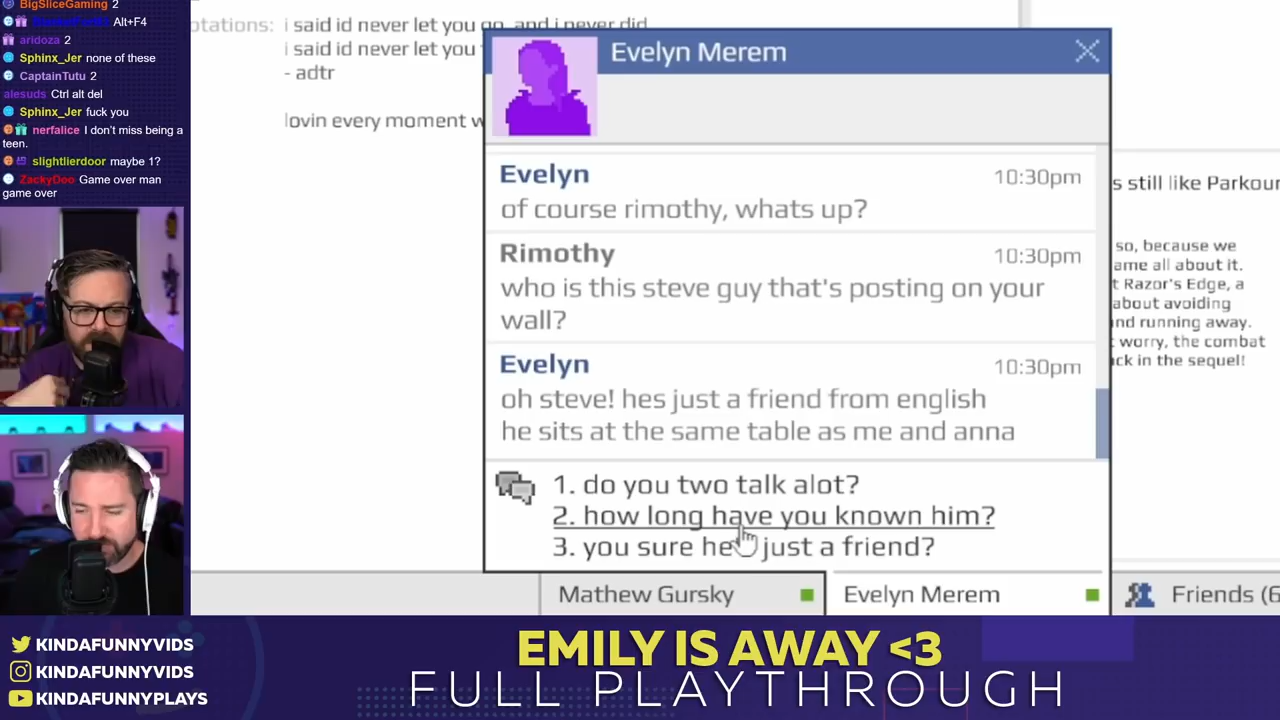 BigSliceGaming 2
Alt+F4
aridoza 2
Sphinx_Jer none of these
CaptainTutu 2
alesuds Ctrl alt del
Sphinx_Jer fuck you
nerfalice I don't miss being a
teen.
slightlierdoor maybe 1?
ZackyDoo Game over man
game over
otations: i said id never let you go, and i never did
i said id never let you
- adtr
lovin every moment w
Evelyn Merem
Evelyn 10:30pm
of course rimothy, whats up?
Rimothy 10:30pm
who is this steve guy that's posting on your
wall?
Evelyn 10:30pm
oh steve! hes just a friend from english
he sits at the same table as me and anna
1. do you two talk alot?
2. how long have you known him?
3. you sure he just a friend?
s still like Parkour
so, because we
ame all about it.
t Razor's Edge, a
about avoiding
nd running away.
worry, the combat
ck in the sequel!
Mathew Gursky
Evelyn Merem
Friends (6
KINDAFUNNYVIDS
KINDAFUNNYVIDS
KINDAFUNNYPLAYS
EMILY IS AWAY <3
FULL PLAYTHROUGH